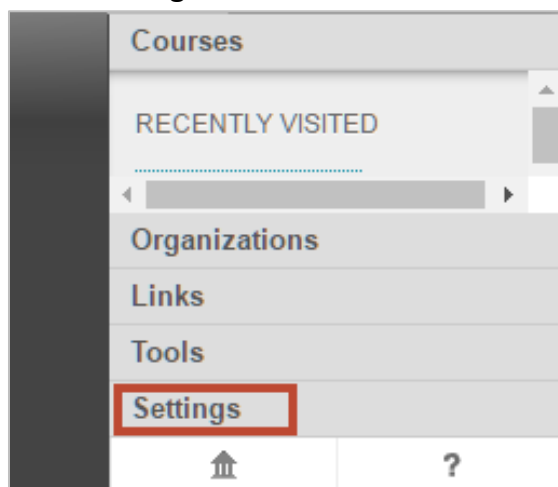 Courses
RECENTLY VISITED
Organizations
Links
Tools
Settings
?